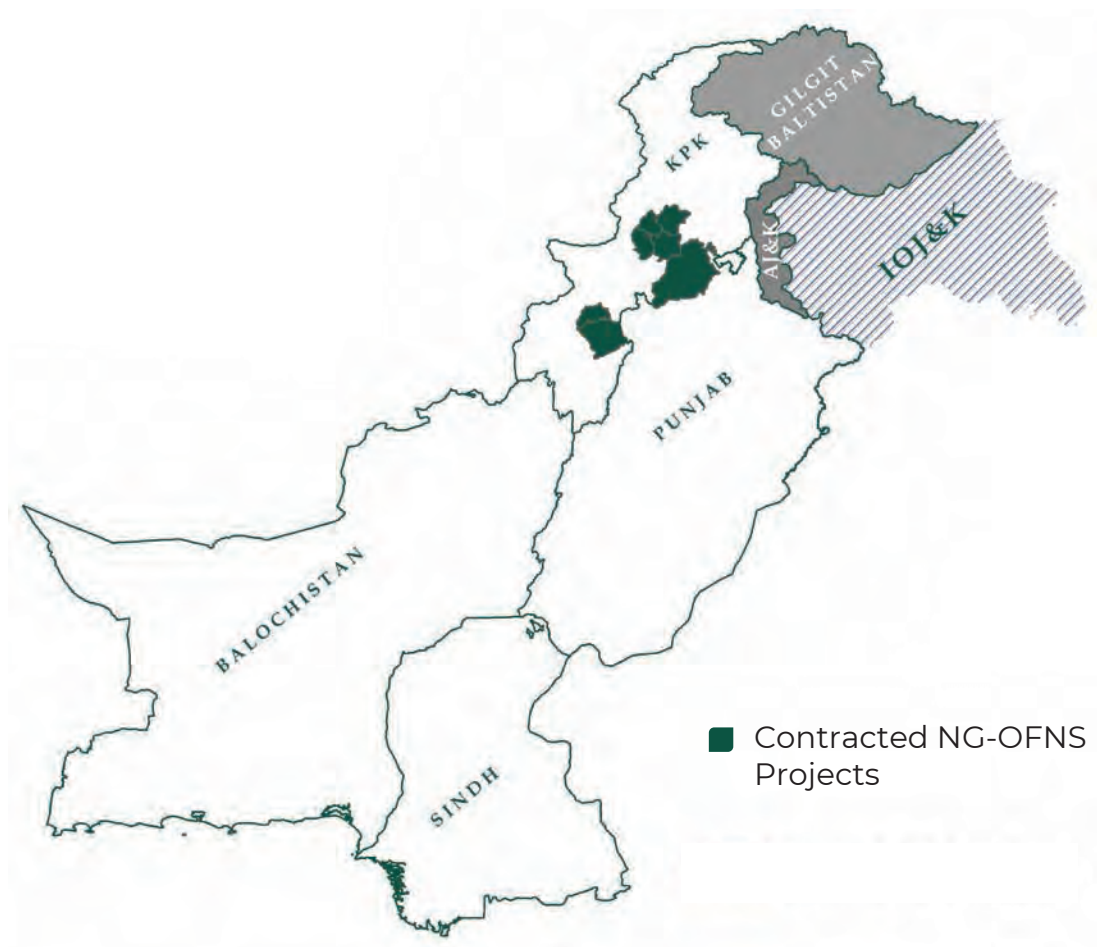 GILGIT
BALTISTAN
KPK
AJ&K
IOJ&K
PUNJAB
BALOCHISTAN
SINDH
Contracted NG-OFNS
Projects